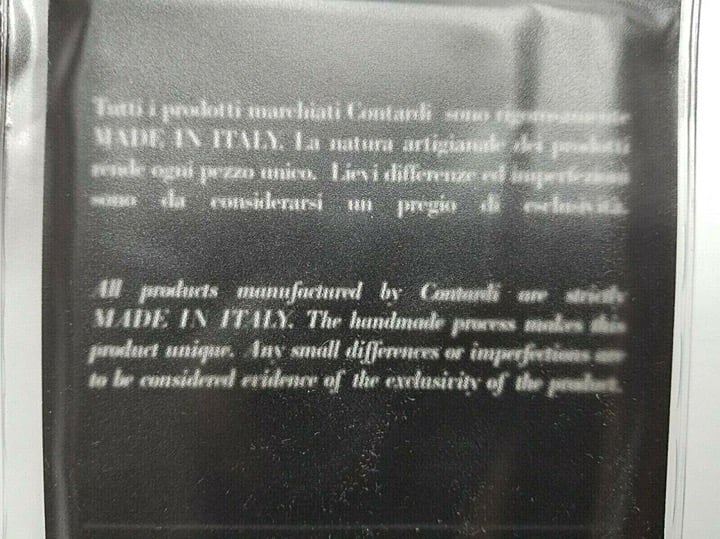 Tutti i prodotti marchiati Contardi sono rigorosamente
MADE IN ITALY. La natura artigianale dei prodotti
rende ogni pezzo unico. Lievi differenze ed imperfezioni
sono da considerarsi un pregio di esclusività.
All products manufactured by Contardi are strictly
MADE IN ITALY. The handmade process makes this
product unique. Any small differences or imperfections are
to be considered evidence of the exclusivity of the product.